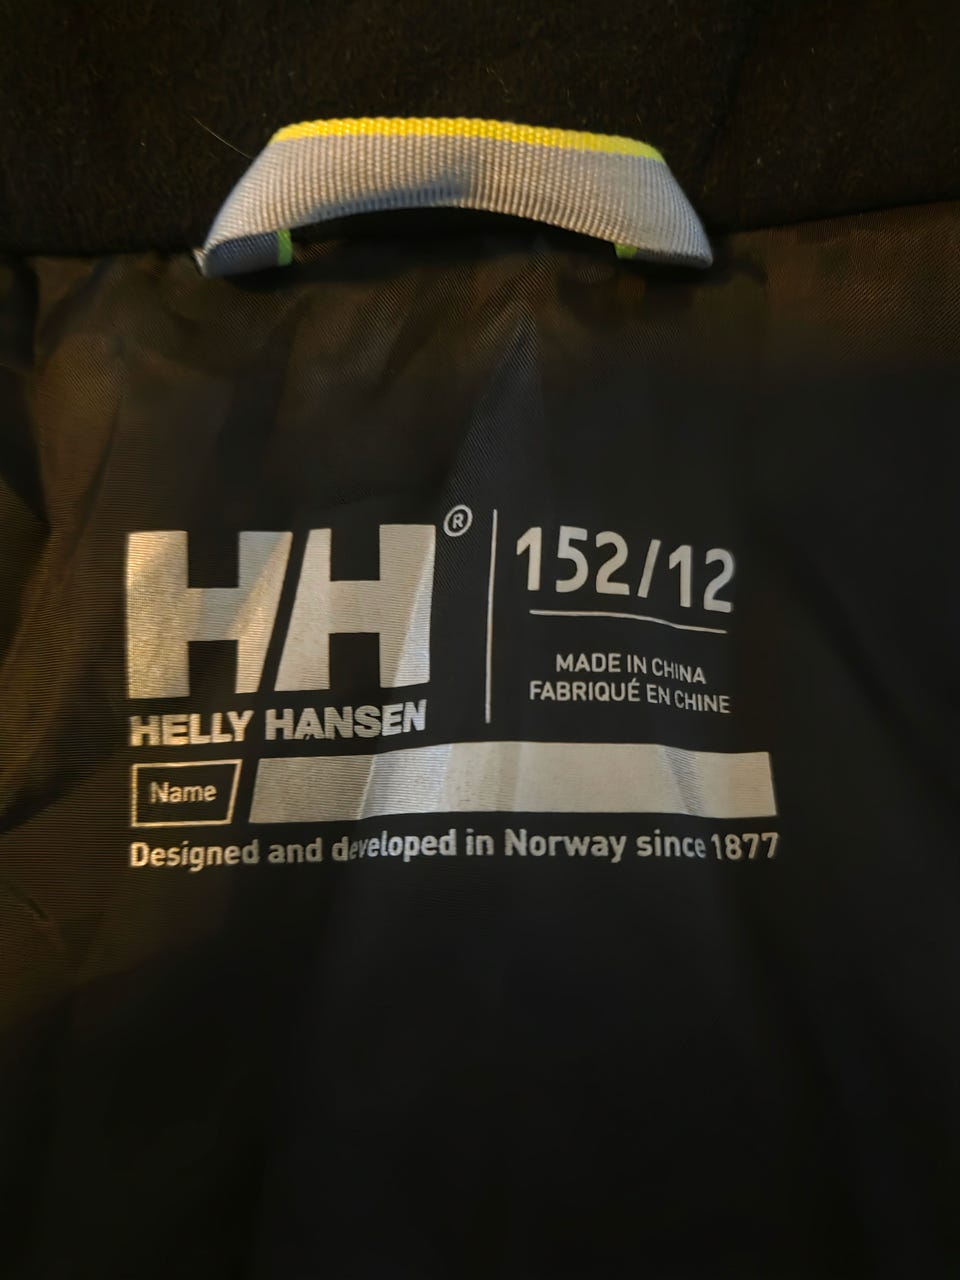 HH®
HELLY HANSEN
152/12
MADE IN CHINA
FABRIQUÉ EN CHINE
Name
Designed and developed in Norway since 1877